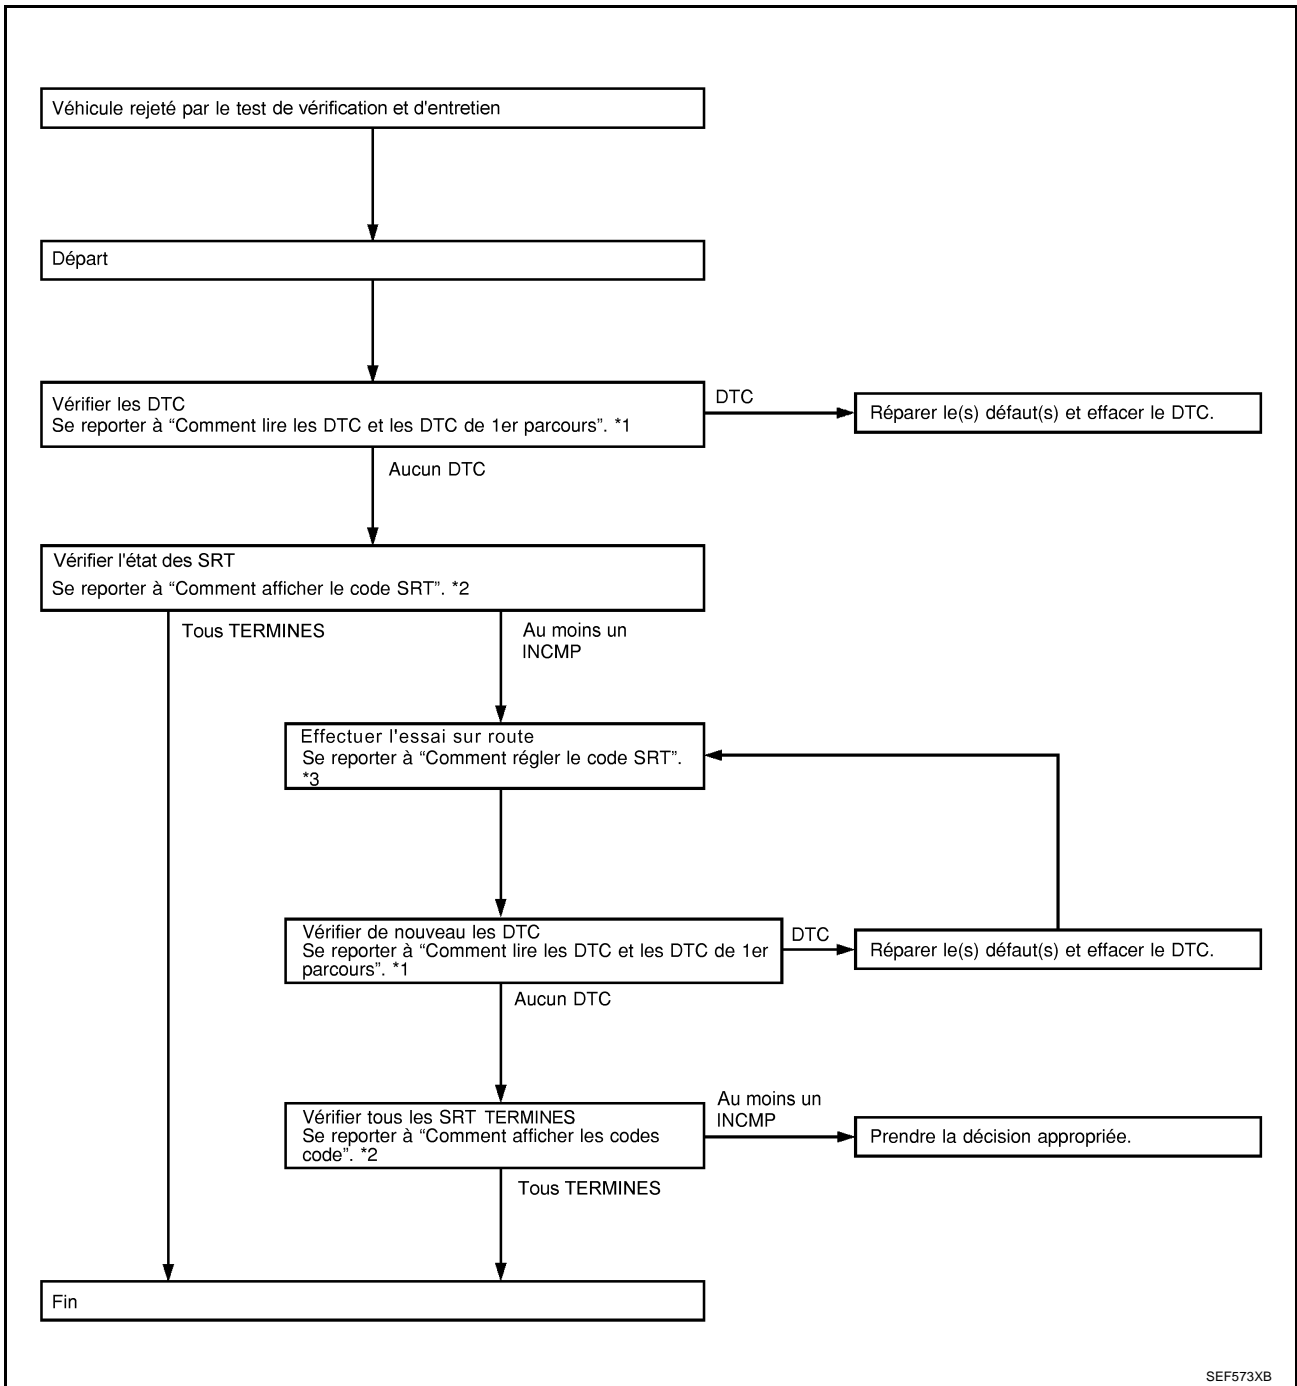 Véhicule rejeté par le test de vérification et d'entretien
Départ
Vérifier les DTC
Se reporter à “Comment lire les DTC et les DTC de 1er parcours”. *1
DTC
Réparer le(s) défaut(s) et effacer le DTC.
Aucun DTC
Vérifier l'état des SRT
Se reporter à “Comment afficher le code SRT”. *2
Tous TERMINES
Au moins un
INCMP
Effectuer l'essai sur route
Se reporter à “Comment régler le code SRT”.
*3
Vérifier de nouveau les DTC
Se reporter à “Comment lire les DTC et les DTC de 1er
parcours”. *1
DTC
Réparer le(s) défaut(s) et effacer le DTC.
Aucun DTC
Vérifier tous les SRT TERMINES
Se reporter à “Comment afficher les codes
code”. *2
Au moins un
INCMP
Prendre la décision appropriée.
Tous TERMINES
Fin
SEF573XB